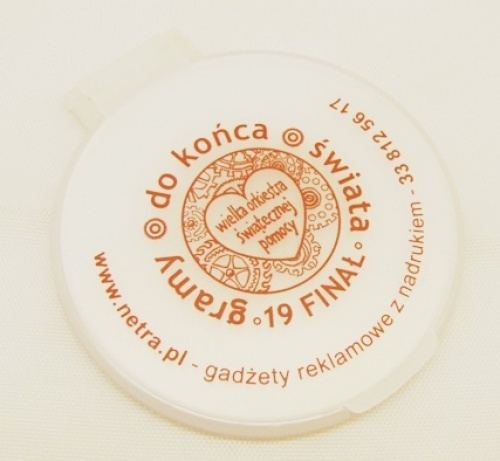 gramy do końca świata
19 FINAŁ
wielka orkiestra
świątecznej
pomocy
www.netra.pl - gadżety reklamowe z nadrukiem - 33 812 56 17